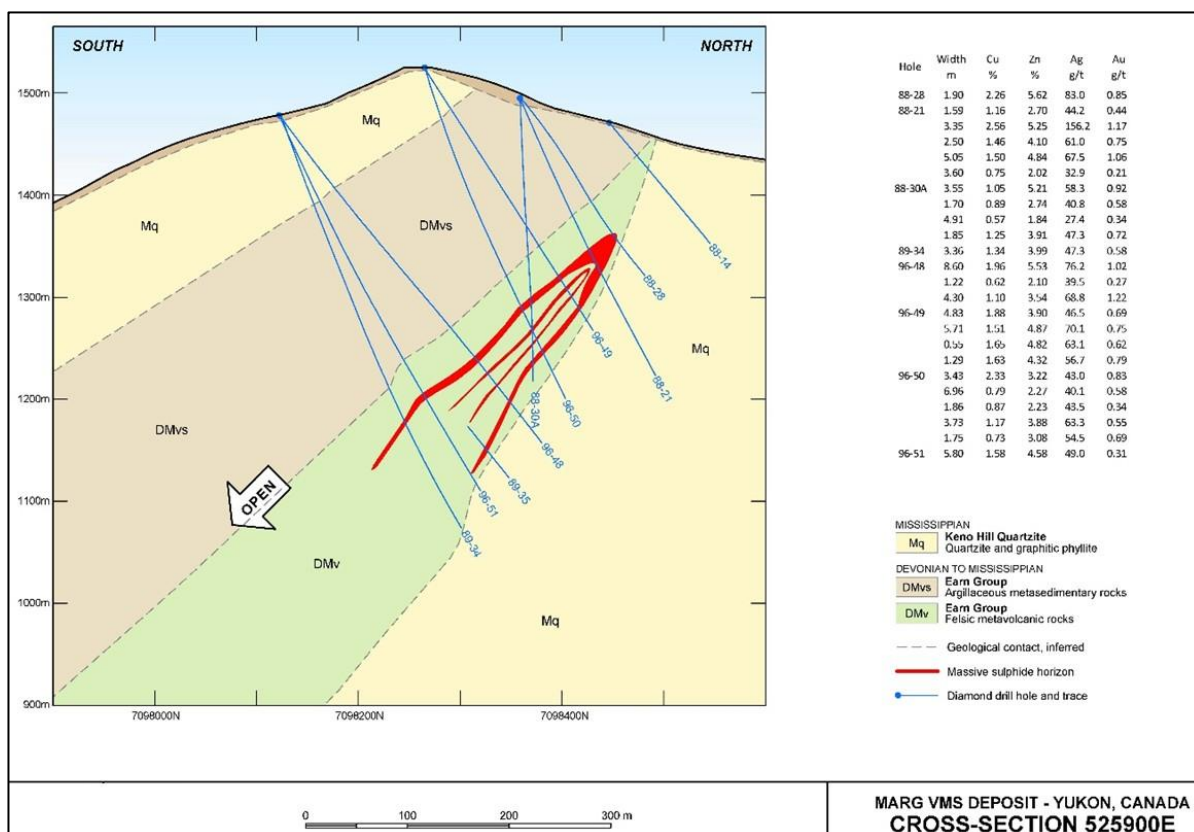 SOUTH
NORTH
1500m
1400m
1300m
1200m
1100m
1000m
900m
7098000N
7098200N
7098400N
Mq
Mq
Mq
Mq
DMvs
DMvs
DMv
OPEN
88-14
88-28
88-21
96-49
96-50
88-30A
96-48
89-35
96-51
89-34
Hole Width Cu Zn Ag Au
m % % g/t g/t
88-28 1.90 2.26 5.62 83.0 0.85
88-21 1.59 1.16 2.70 44.2 0.44
3.35 2.56 5.25 156.2 1.17
2.50 1.46 4.10 61.0 0.75
5.05 1.50 4.84 67.5 1.06
3.60 0.75 2.02 32.9 0.21
88-30A 3.55 1.05 5.21 58.3 0.92
1.70 0.89 2.74 40.8 0.58
4.91 0.57 1.84 27.4 0.34
1.85 1.25 3.91 47.3 0.72
89-34 3.36 1.34 3.99 47.3 0.58
96-48 8.60 1.96 5.53 76.2 1.02
1.22 0.62 2.10 39.5 0.27
4.30 1.10 3.54 68.8 1.22
96-49 4.83 1.88 3.90 46.5 0.69
5.71 1.51 4.87 70.1 0.75
0.55 1.65 4.82 63.1 0.62
1.29 1.63 4.32 56.7 0.79
96-50 3.43 2.33 3.22 43.0 0.83
6.96 0.79 2.27 40.1 0.58
1.86 0.87 2.23 43.5 0.34
3.73 1.17 3.88 63.3 0.55
1.75 0.73 3.08 54.5 0.69
96-51 5.80 1.58 4.58 49.0 0.31
MISSISSIPPIAN
Mq Keno Hill Quartzite
Quartzite and graphitic phyllite
DEVONIAN TO MISSISSIPPIAN
DMvs Earn Group
Argillaceous metasedimentary rocks
DMv Earn Group
Felsic metavolcanic rocks
Geological contact, inferred
Massive sulphide horizon
Diamond drill hole and trace
0 100 200 300 m
MARG VMS DEPOSIT - YUKON, CANADA
CROSS-SECTION 525900E